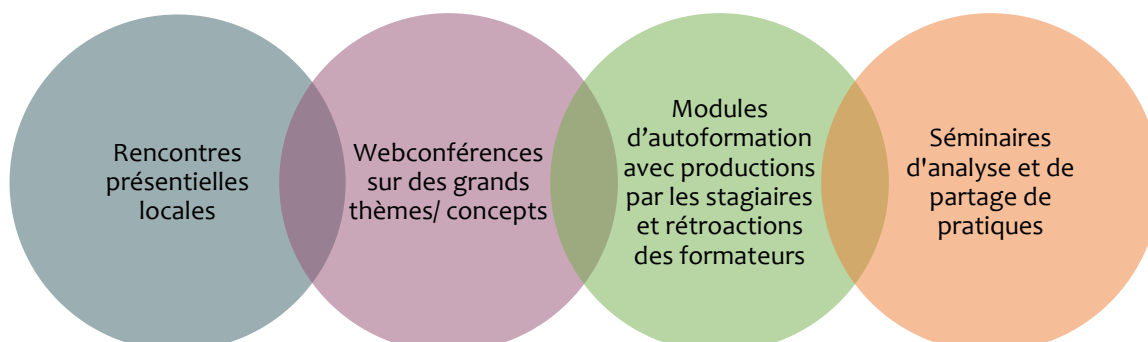 Rencontres
présentielles
locales
Webconférences
sur des grands
thèmes/ concepts
Modules
d’autoformation
avec productions
par les stagiaires
et rétroactions
des formateurs
Séminaires
d'analyse et de
partage de
pratiques